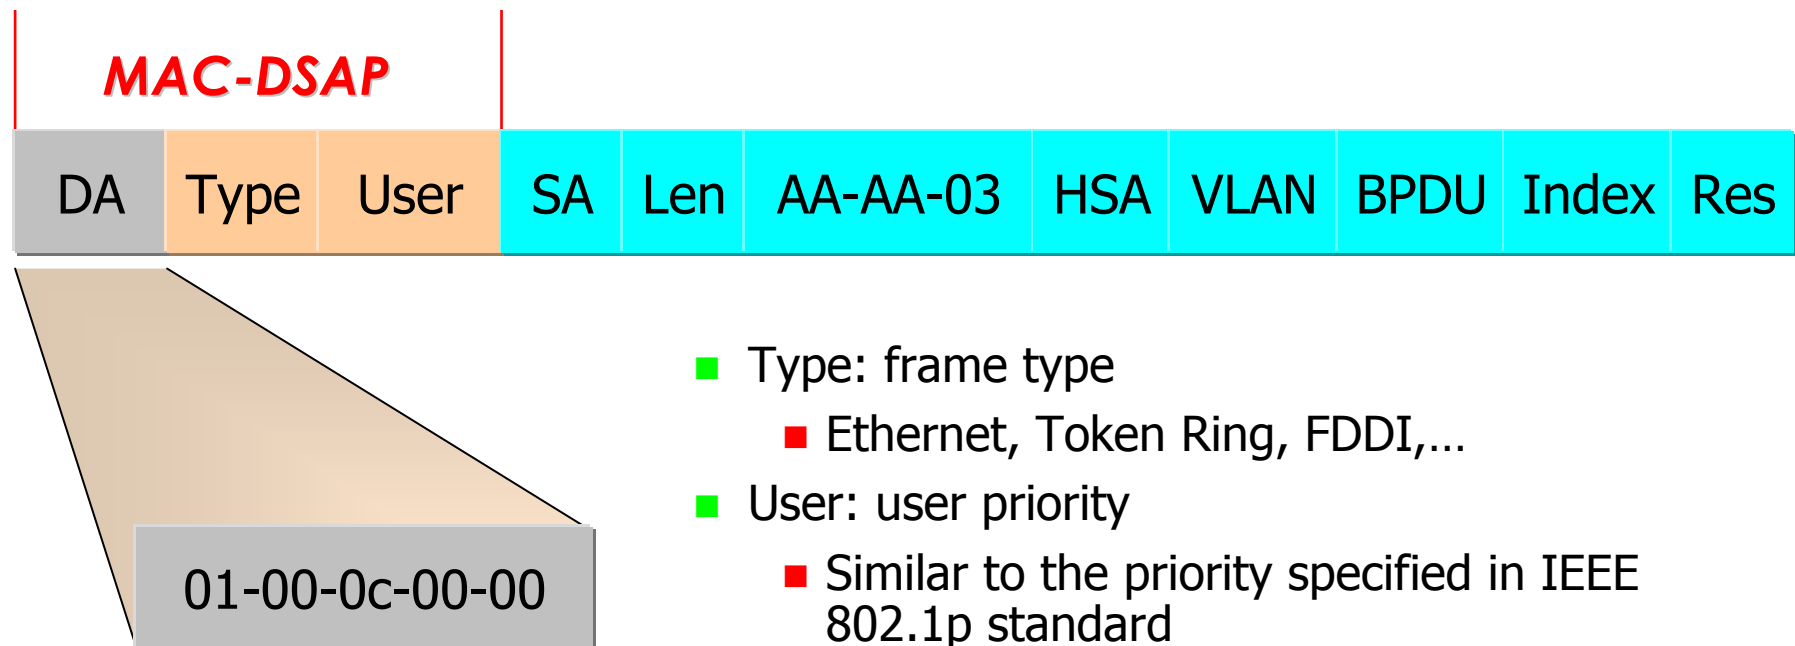 MAC-DSAP
DA Type User SA Len AA-AA-03 HSA VLAN BPDU Index Res
Type: frame type
Ethernet, Token Ring, FDDI,...
User: user priority
Similar to the priority specified in IEEE
802.1p standard
01-00-0c-00-00